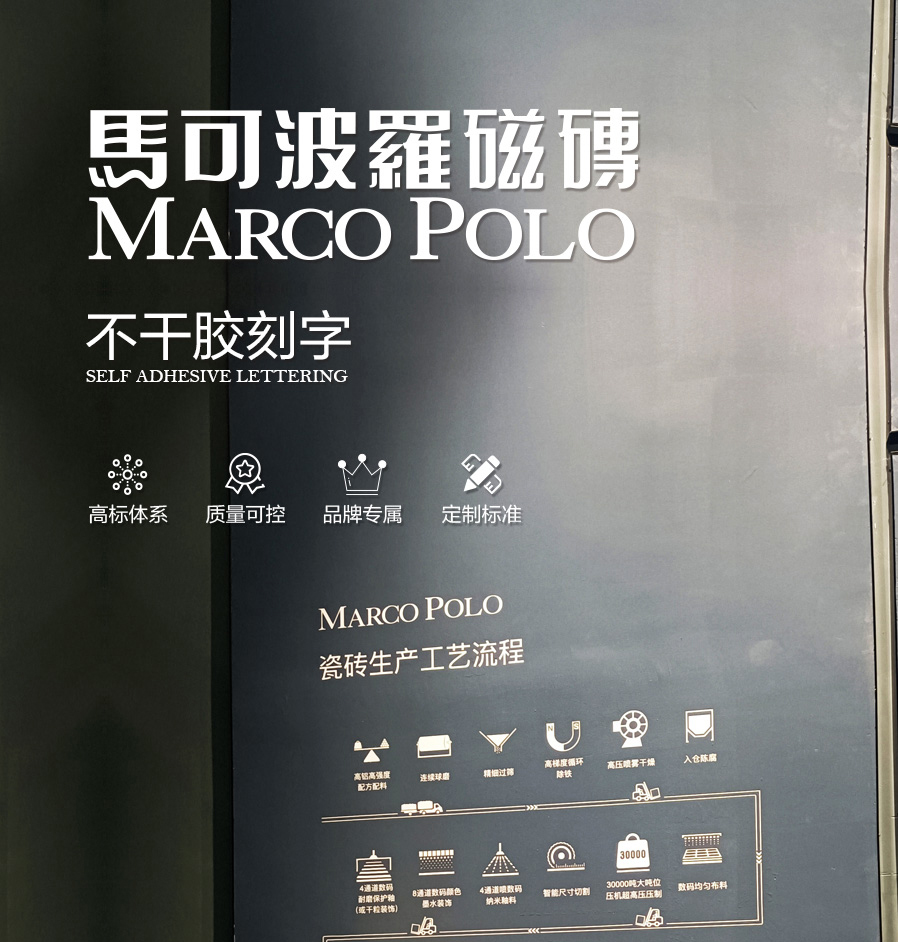 馬可波羅磁磚
MARCO POLO
不干胶刻字
SELF ADHESIVE LETTERING
高标体系 质量可控 品牌专属 定制标准
MARCO POLO
瓷砖生产工艺流程
高铝高强度
配方配料
连续球磨
精细过筛
N S
高梯度循环
除铁
高压喷雾干燥
入仓陈腐
4通道数码
耐磨保护釉
(或干粒装饰)
8通道数码颜色
墨水装饰
4通道喷数码
纳米釉料
智能尺寸切割
30000
30000吨大吨位
压机超高压压制
数码均匀布料